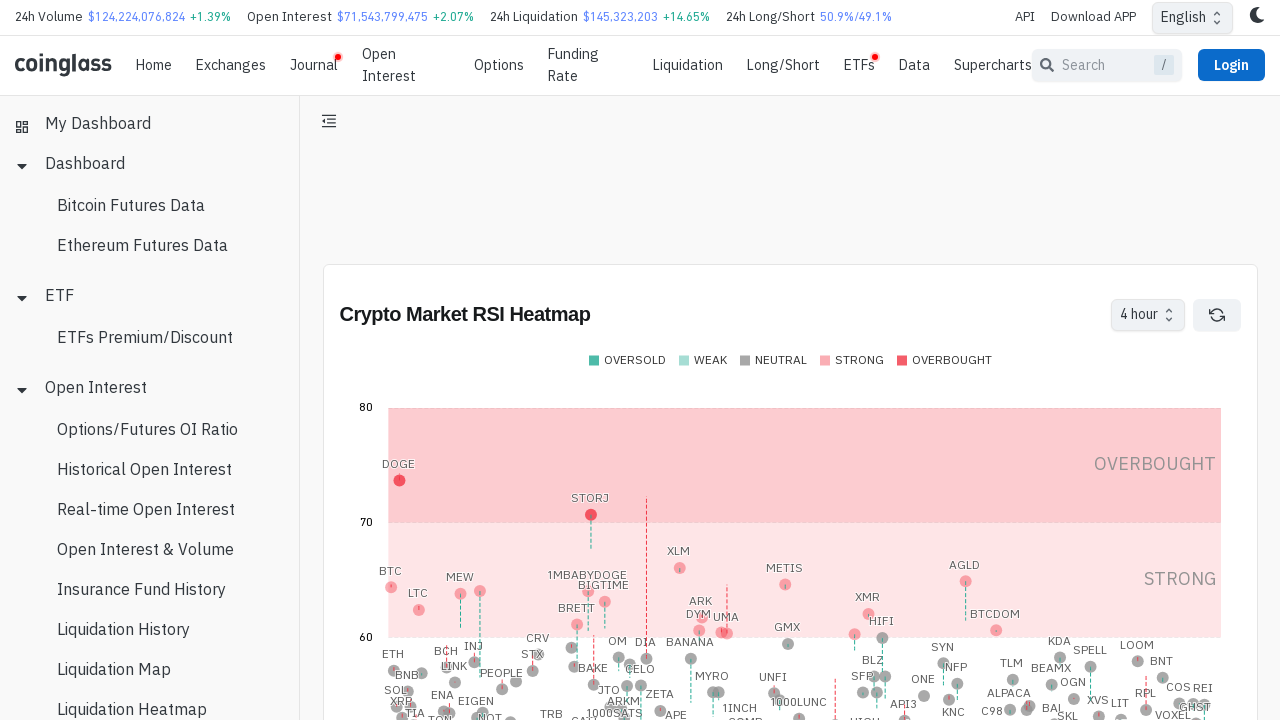 24h Volume $124,224,076,824 +1.39% Open Interest $71,543,799,475 +2.07% 24h Liquidation $145,323,203 +14.65% 24h Long/Short 50.9%/49.1% API Download APP English
coinglass Home Exchanges Journal Open Interest Options Funding Rate Liquidation Long/Short ETFs Data Supercharts Search / Login
My Dashboard
Dashboard
Bitcoin Futures Data
Ethereum Futures Data
ETF
ETFs Premium/Discount
Open Interest
Options/Futures OI Ratio
Historical Open Interest
Real-time Open Interest
Open Interest & Volume
Insurance Fund History
Liquidation History
Liquidation Map
Liquidation Heatmap
Crypto Market RSI Heatmap 4 hour
OVERSOLD WEAK NEUTRAL STRONG OVERBOUGHT
80
DOGE OVERBOUGHT
STORJ
70
XLM
BTC MEW 1MBABYDOGE METIS AGLD STRONG
LTC BIGTIME
BRETT ARK XMR
DYM UMA HIFI BTCDOM
60 GMX
CRV OM DIA BANANA KDA
ETH BCH INJ STX SYN SPELL LOOM
BNB LINK PEOPLE BAKE CELO MYRO UNFI BLZ NFP TLM BEAMX BNT
SOL JTO ZETA SFP ONE OGN COS REI
XRP ENA EIGEN ARKM 1000LUNC API3 ALPACA XVS LIT RPL GHST
TIA 1000SATS 1INCH KNC C98 BAL
TON NOT TRB APE SKL VOXEL